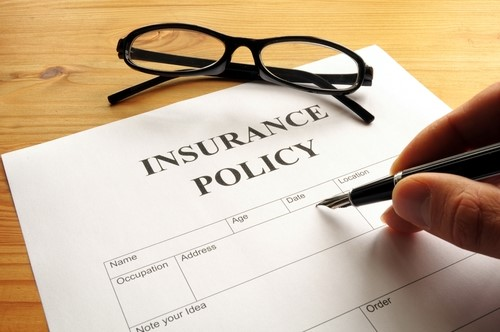 INSURANCE
POLICY
Name Age Date Location
Occupation Address
Note your Idea Order